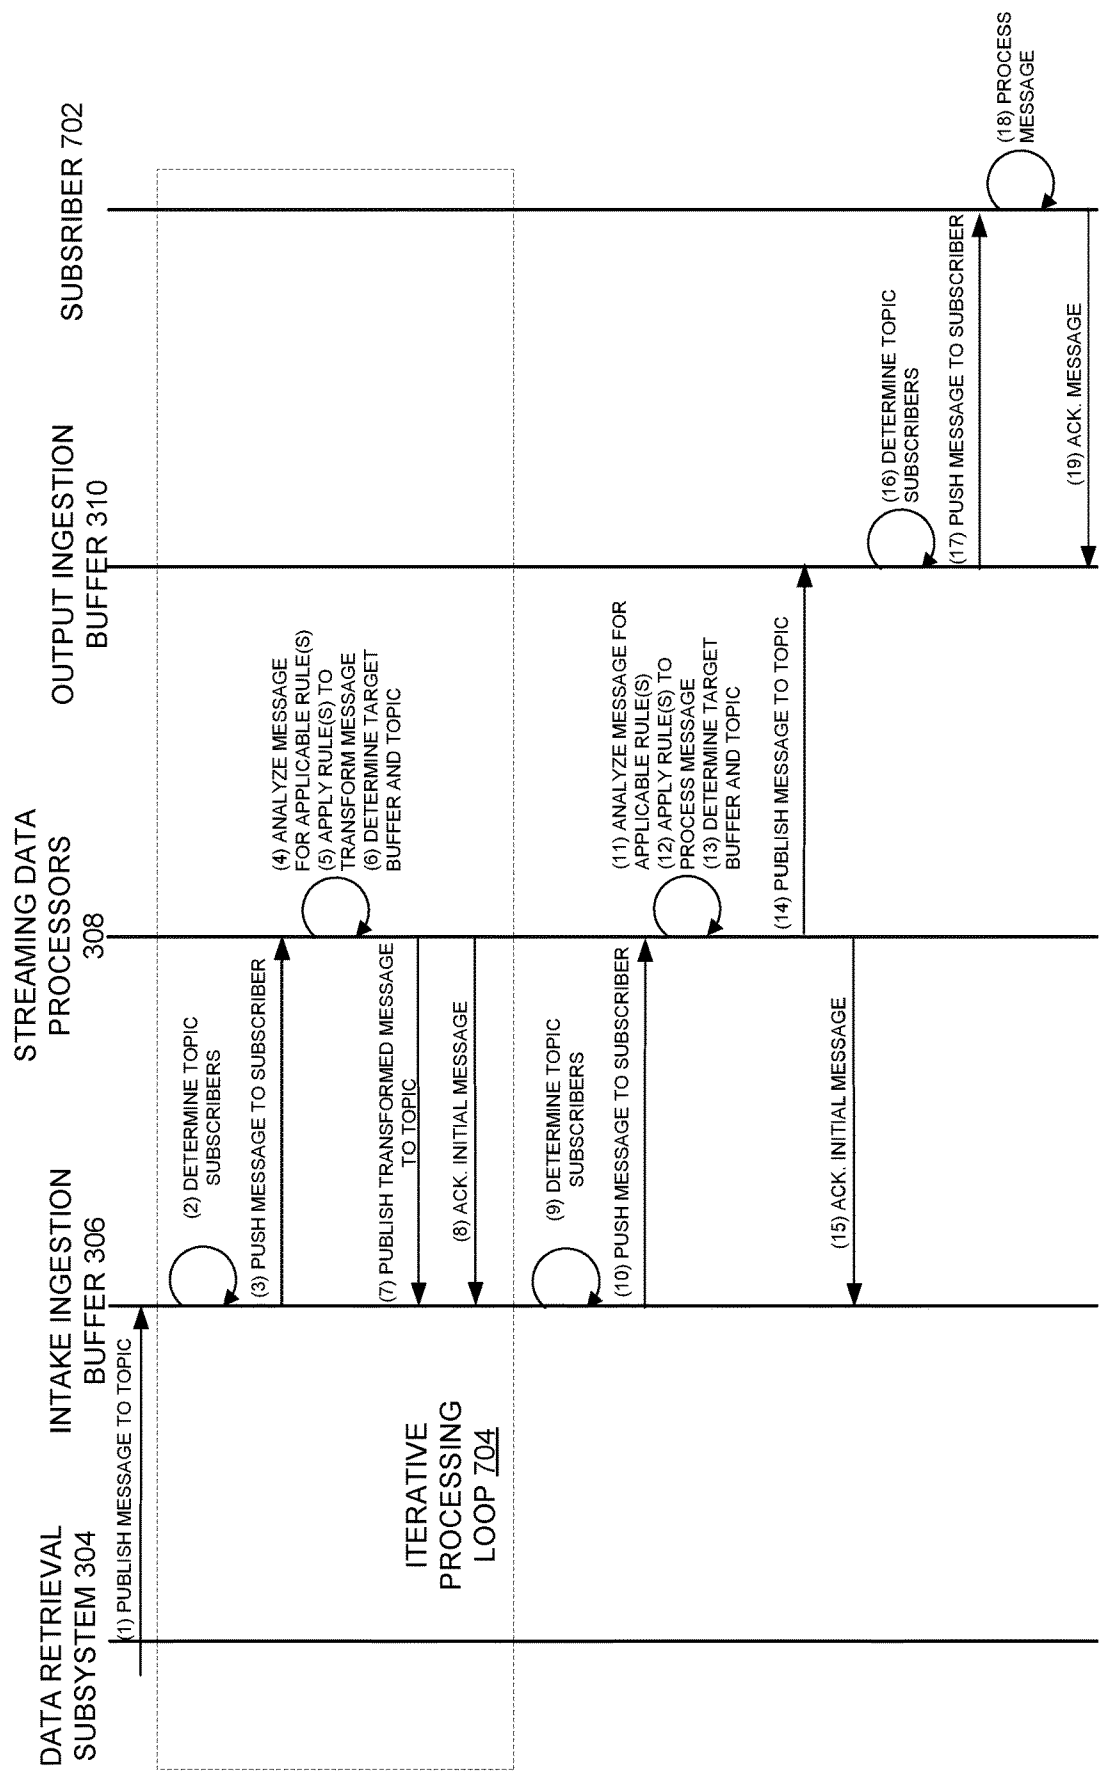 DATA RETRIEVAL
SUBSYSTEM 304
INTAKE INGESTION
BUFFER 306
STREAMING DATA
PROCESSORS
308
OUTPUT INGESTION
BUFFER 310
SUBSRIBER 702
(1) PUBLISH MESSAGE TO TOPIC
(2) DETERMINE TOPIC
SUBSCRIBERS
(3) PUSH MESSAGE TO SUBSCRIBER
(4) ANALYZE MESSAGE
FOR APPLICABLE RULE(S)
(5) APPLY RULE(S) TO
TRANSFORM MESSAGE
(6) DETERMINE TARGET
BUFFER AND TOPIC
(7) PUBLISH TRANSFORMED MESSAGE
TO TOPIC
(8) ACK. INITIAL MESSAGE
ITERATIVE
PROCESSING
LOOP 704
(9) DETERMINE TOPIC
SUBSCRIBERS
(10) PUSH MESSAGE TO SUBSCRIBER
(11) ANALYZE MESSAGE FOR
APPLICABLE RULE(S)
(12) APPLY RULE(S) TO
PROCESS MESSAGE
(13) DETERMINE TARGET
BUFFER AND TOPIC
(14) PUBLISH MESSAGE TO TOPIC
(15) ACK. INITIAL MESSAGE
(16) DETERMINE TOPIC
SUBSCRIBERS
(17) PUSH MESSAGE TO SUBSCRIBER
(18) PROCESS
MESSAGE
(19) ACK. MESSAGE